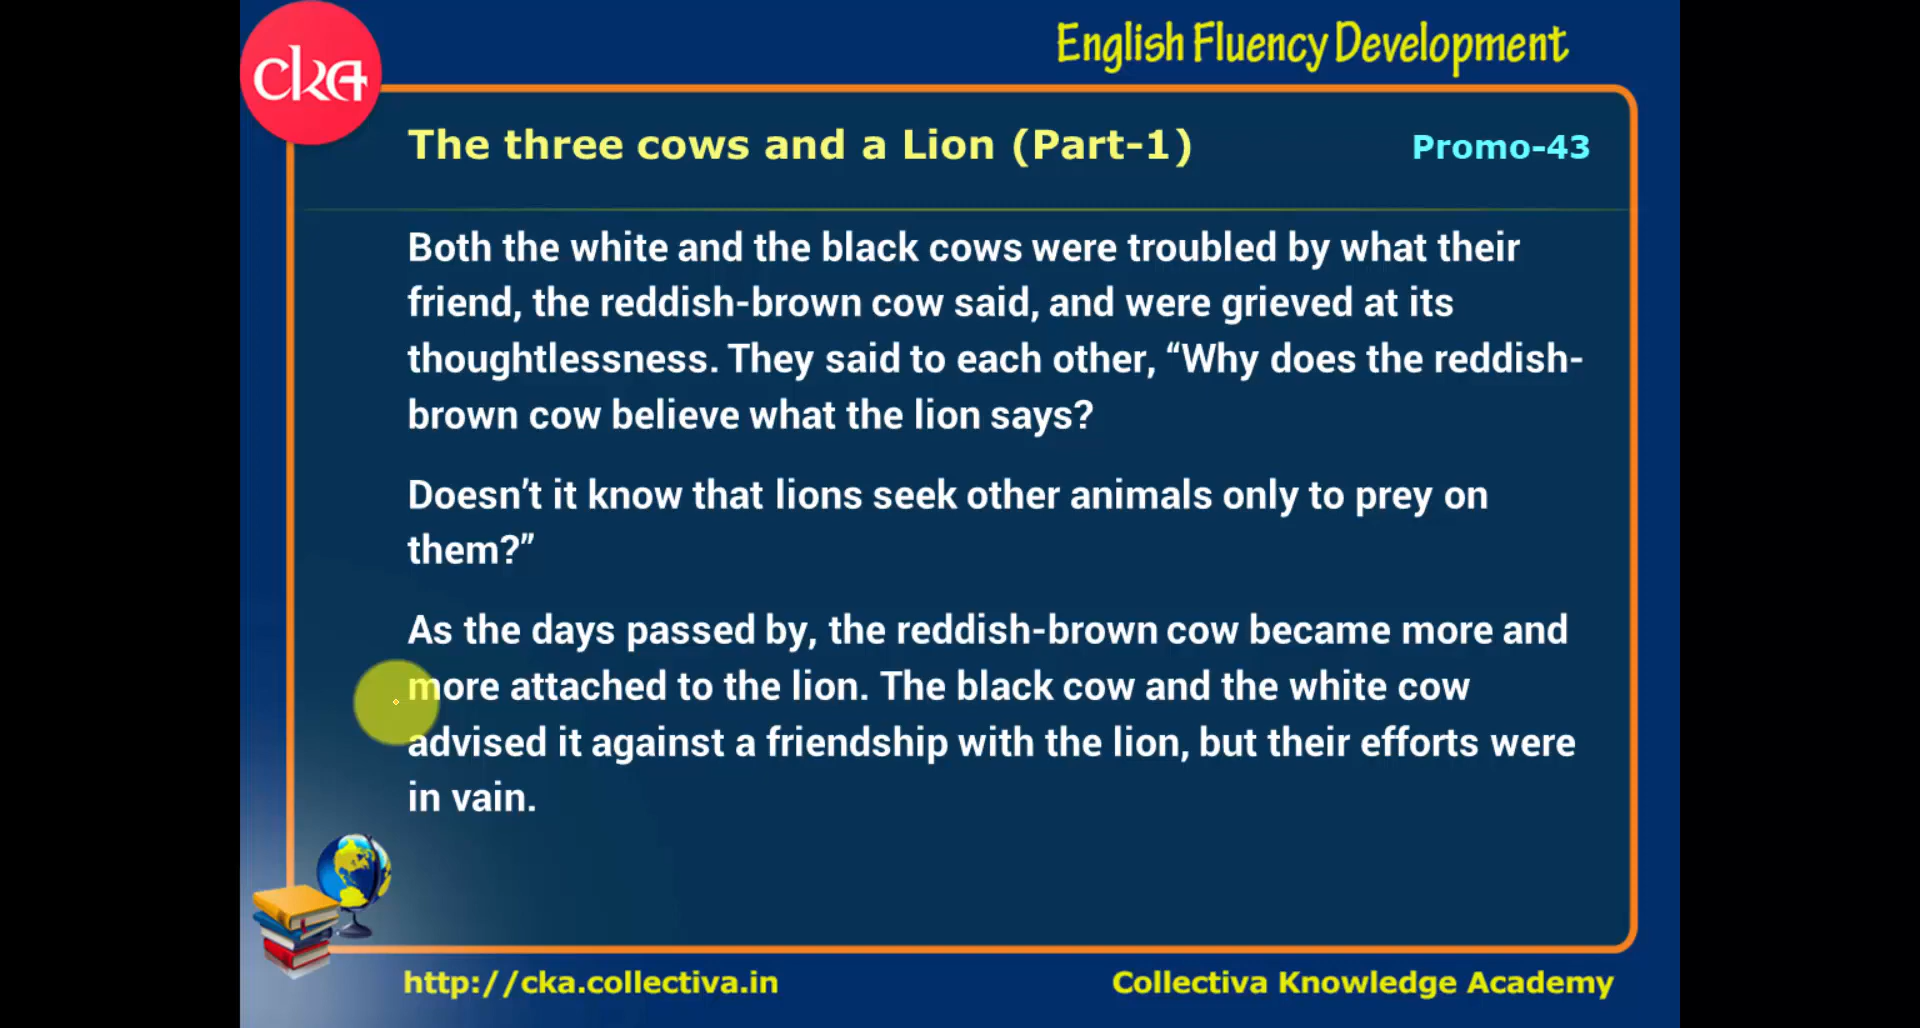 cka
English Fluency Development
The three cows and a Lion (Part-1)
Promo-43
Both the white and the black cows were troubled by what their
friend, the reddish-brown cow said, and were grieved at its
thoughtlessness. They said to each other, “Why does the reddish-
brown cow believe what the lion says?
Doesn’t it know that lions seek other animals only to prey on
them?”
As the days passed by, the reddish-brown cow became more and
more attached to the lion. The black cow and the white cow
advised it against a friendship with the lion, but their efforts were
in vain.
http://cka.collectiva.in
Collectiva Knowledge Academy